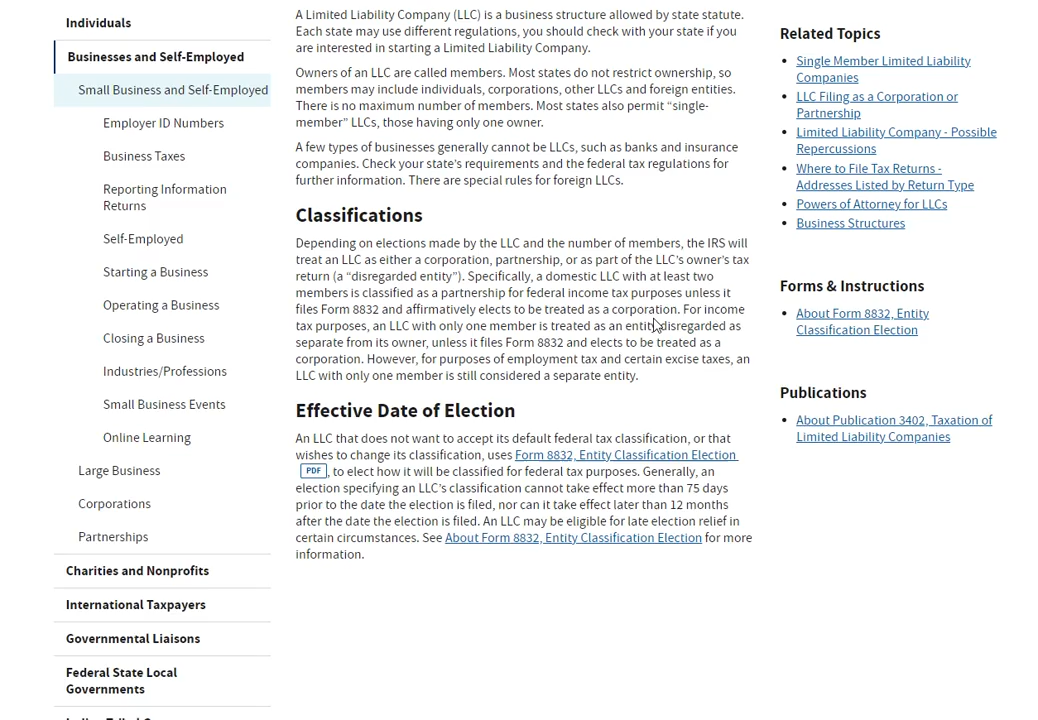 Individuals
Businesses and Self-Employed
Small Business and Self-Employed
Employer ID Numbers
Business Taxes
Reporting Information
Returns
Self-Employed
Starting a Business
Operating a Business
Closing a Business
Industries/Professions
Small Business Events
Online Learning
Large Business
Corporations
Partnerships
Charities and Nonprofits
International Taxpayers
Governmental Liaisons
Federal State Local
Governments
A Limited Liability Company (LLC) is a business structure allowed by state statute.
Each state may use different regulations, you should check with your state if you
are interested in starting a Limited Liability Company.
Owners of an LLC are called members. Most states do not restrict ownership, so
members may include individuals, corporations, other LLCs and foreign entities.
There is no maximum number of members. Most states also permit “single-
member” LLCs, those having only one owner.
A few types of businesses generally cannot be LLCs, such as banks and insurance
companies. Check your state’s requirements and the federal tax regulations for
further information. There are special rules for foreign LLCs.
Classifications
Depending on elections made by the LLC and the number of members, the IRS will
treat an LLC as either a corporation, partnership, or as part of the LLC’s owner’s tax
return (a “disregarded entity”). Specifically, a domestic LLC with at least two
members is classified as a partnership for federal income tax purposes unless it
files Form 8832 and affirmatively elects to be treated as a corporation. For income
tax purposes, an LLC with only one member is treated as an entity disregarded as
separate from its owner, unless it files Form 8832 and elects to be treated as a
corporation. However, for purposes of employment tax and certain excise taxes, an
LLC with only one member is still considered a separate entity.
Effective Date of Election
An LLC that does not want to accept its default federal tax classification, or that
wishes to change its classification, uses Form 8832, Entity Classification Election
PDF, to elect how it will be classified for federal tax purposes. Generally, an
election specifying an LLC’s classification cannot take effect more than 75 days
prior to the date the election is filed, nor can it take effect later than 12 months
after the date the election is filed. An LLC may be eligible for late election relief in
certain circumstances. See About Form 8832, Entity Classification Election for more
information.
Related Topics
Single Member Limited Liability
Companies
LLC Filing as a Corporation or
Partnership
Limited Liability Company - Possible
Repercussions
Where to File Tax Returns -
Addresses Listed by Return Type
Powers of Attorney for LLCs
Business Structures
Forms & Instructions
About Form 8832, Entity
Classification Election
Publications
About Publication 3402, Taxation of
Limited Liability Companies